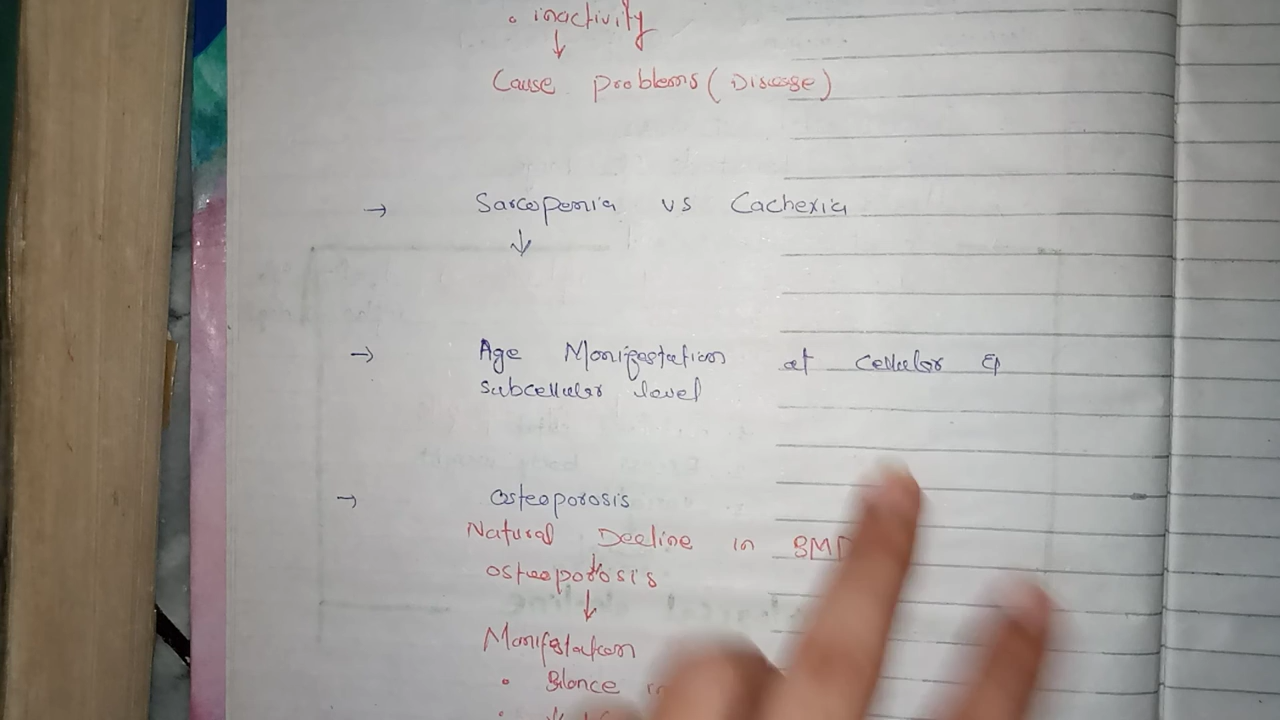 • inactivity
↓
Cause problems (Disease)
→ Sarcopenia vs Cachexia
↓
→ Age Manifestation at cellular &
subcellular level
→ Osteoporosis
Natural Decline in BMD
↓
osteoporosis
↓
Manifestation
•